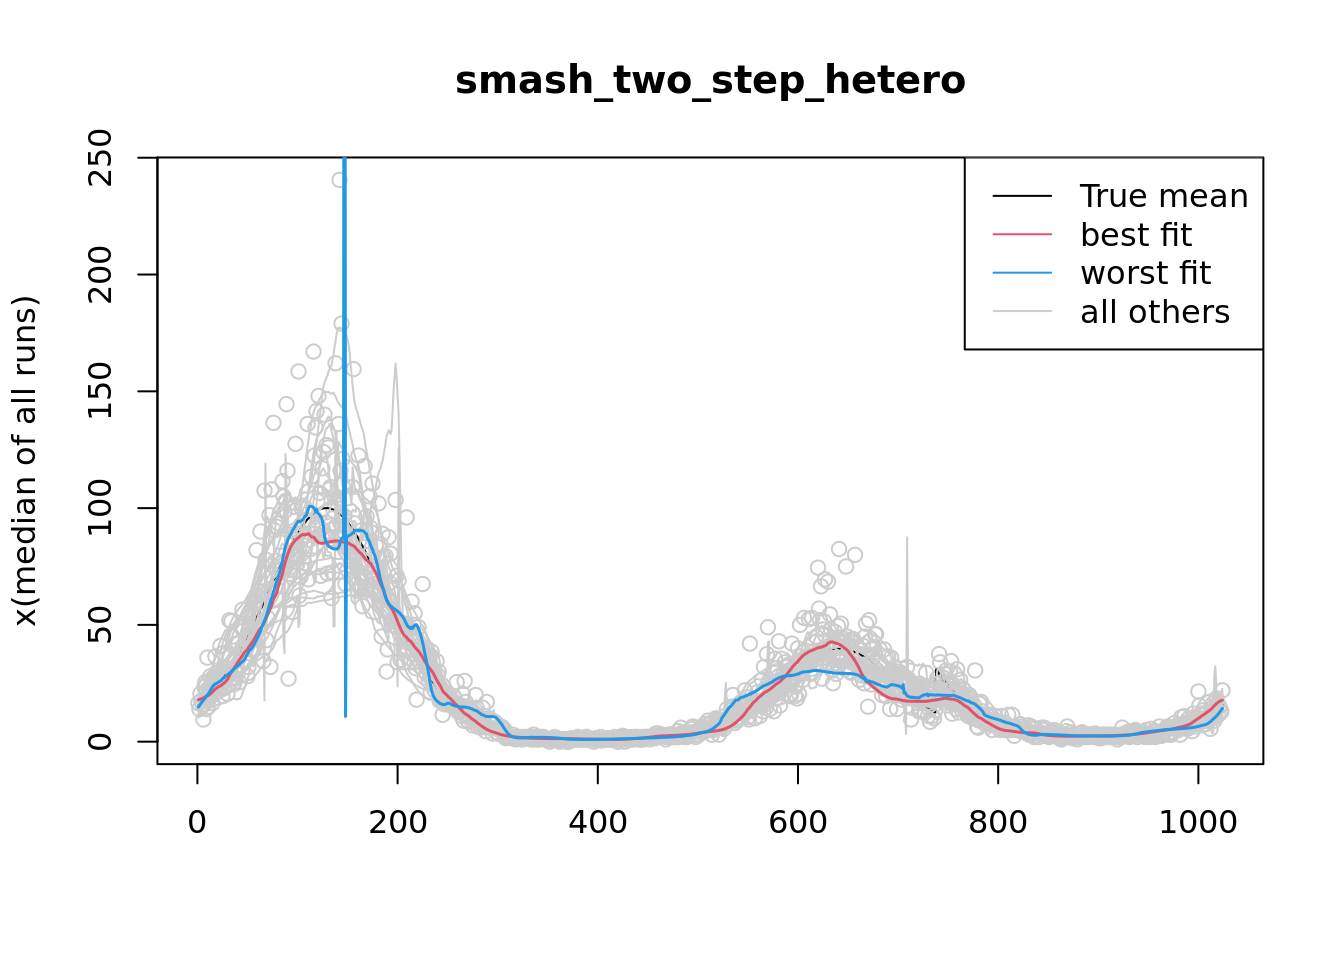 smash_two_step_hetero
x(median of all runs)
250
200
150
100
50
0
True mean
best fit
worst fit
all others
0 200 400 600 800 1000